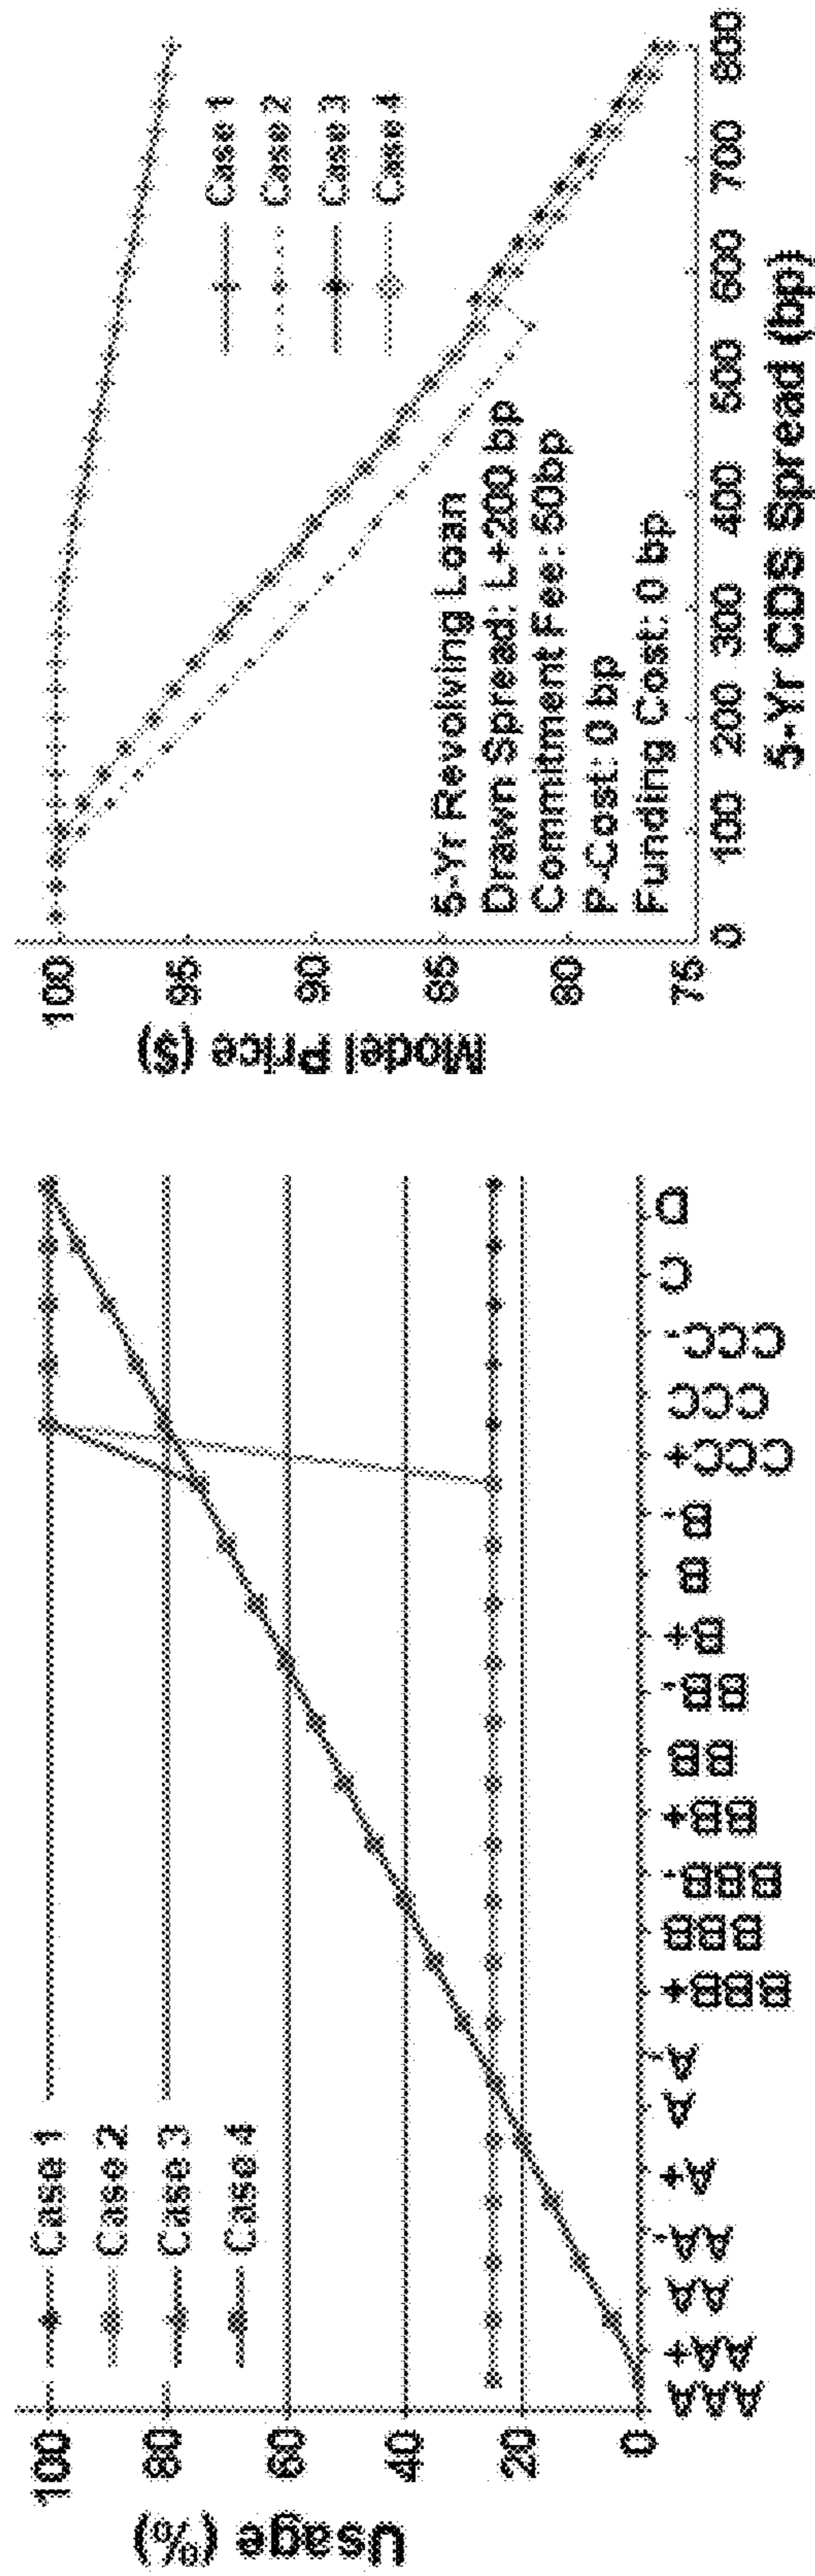 Usage (%)
100
80
60
40
20
0
Case 1
Case 2
Case 3
Case 4
AAA
AA+
AA
AA-
A+
A
A-
BBB+
BBB
BBB-
BB+
BB
BB-
B+
B
B-
CCC+
CCC
CCC-
C
D
Model Price ($)
100
95
90
85
80
75
Case 1
Case 2
Case 3
Case 4
5-Yr Revolving Loan
Drawn Spread: L+200 bp
Commitment Fee: 50bp
P-Cost: 0 bp
Funding Cost: 0 bp
0 100 200 300 400 500 600 700 800
5-Yr CDS Spread (bp)